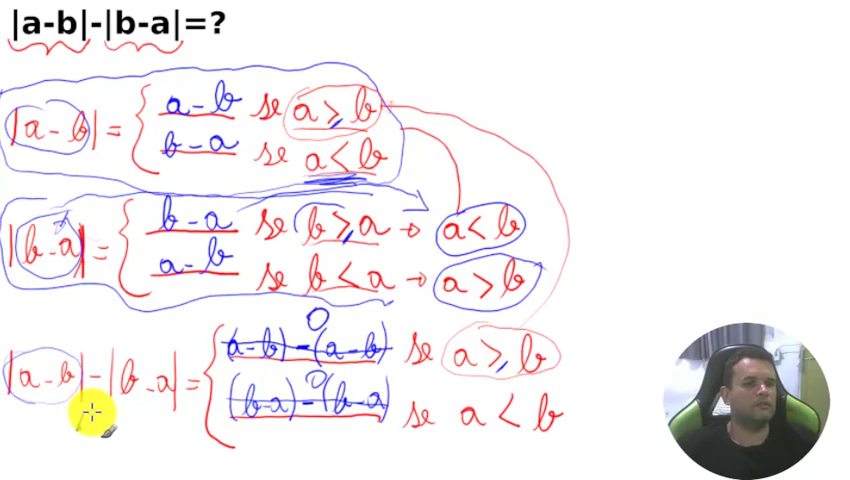 |a-b|-|b-a|=?
|a-b| = { a-b se a ≥ b
b-a se a < b
|b-a| = { b-a se b ≥ a → a < b
a-b se b < a → a > b
0
|a-b| - |b-a| = { (a-b) - (a-b) se a ≥ b
0
(b-a) - (b-a) se a < b